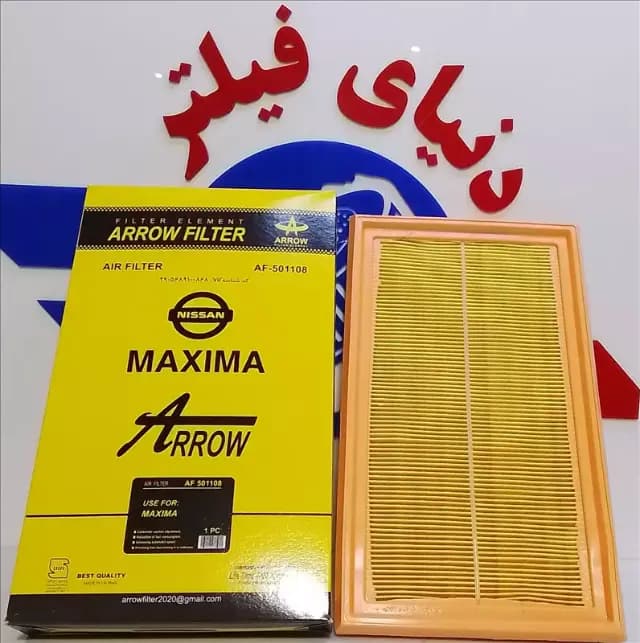 دنیای فیلتر
FILTER ELEMENT
ARROW FILTER
ARROW
AIR FILTER AF-501108
NISSAN
MAXIMA
ARROW
AIR FILTER AF 501108
USE FOR:
MAXIMA
1 PC
BEST QUALITY
arrowfilter2020@gmail.com